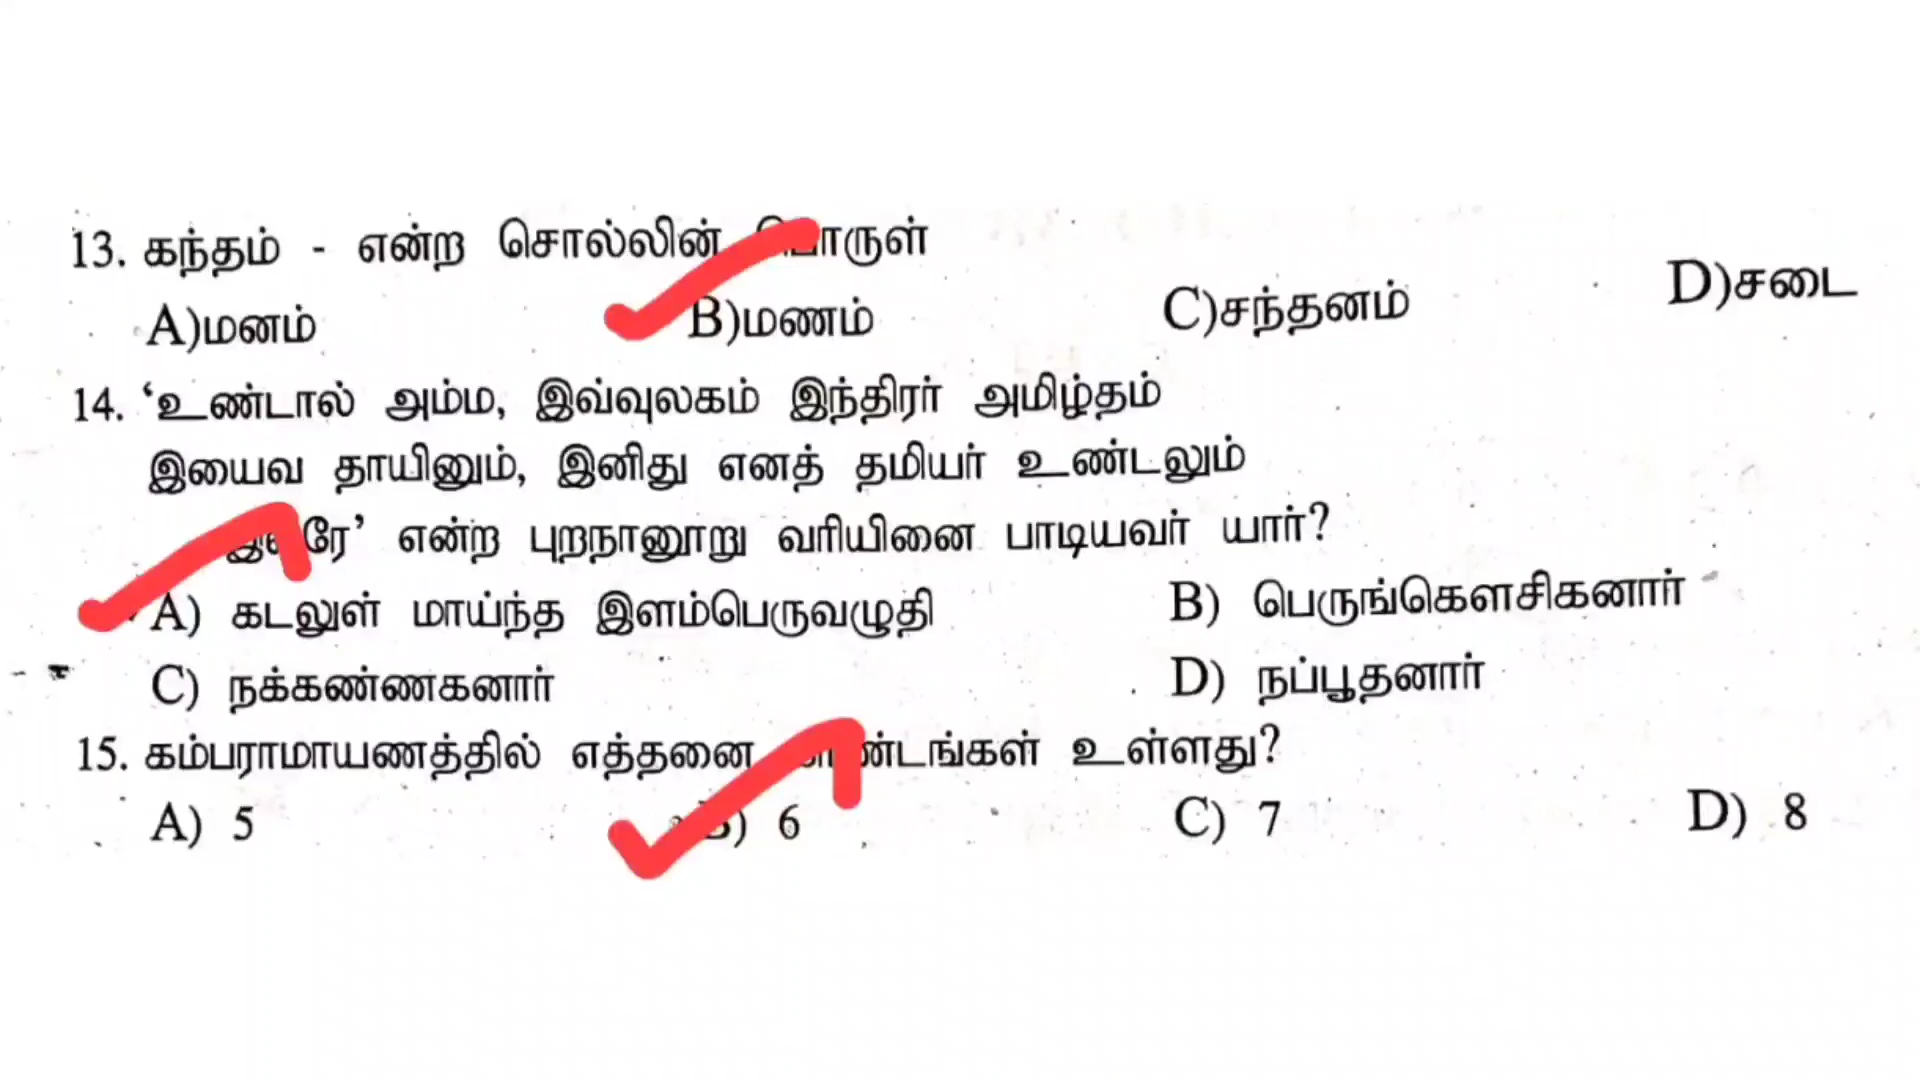 13. கந்தம் - என்ற சொல்லின் பொருள்
A)மனம் B)மணம் C)சந்தனம் D)சடை
14. ‘உண்டால் அம்ம, இவ்வுலகம் இந்திரர் அமிழ்தம்
இயைவ தாயினும், இனிது எனத் தமியர் உண்டலும்
இலரே’ என்ற புறநானூறு வரியினை பாடியவர் யார்?
A) கடலுள் மாய்ந்த இளம்பெருவழுதி B) பெருங்கௌசிகனார்
C) நக்கண்ணகனார் D) நப்பூதனார்
15. கம்பராமாயணத்தில் எத்தனை காண்டங்கள் உள்ளது?
A) 5 B) 6 C) 7 D) 8